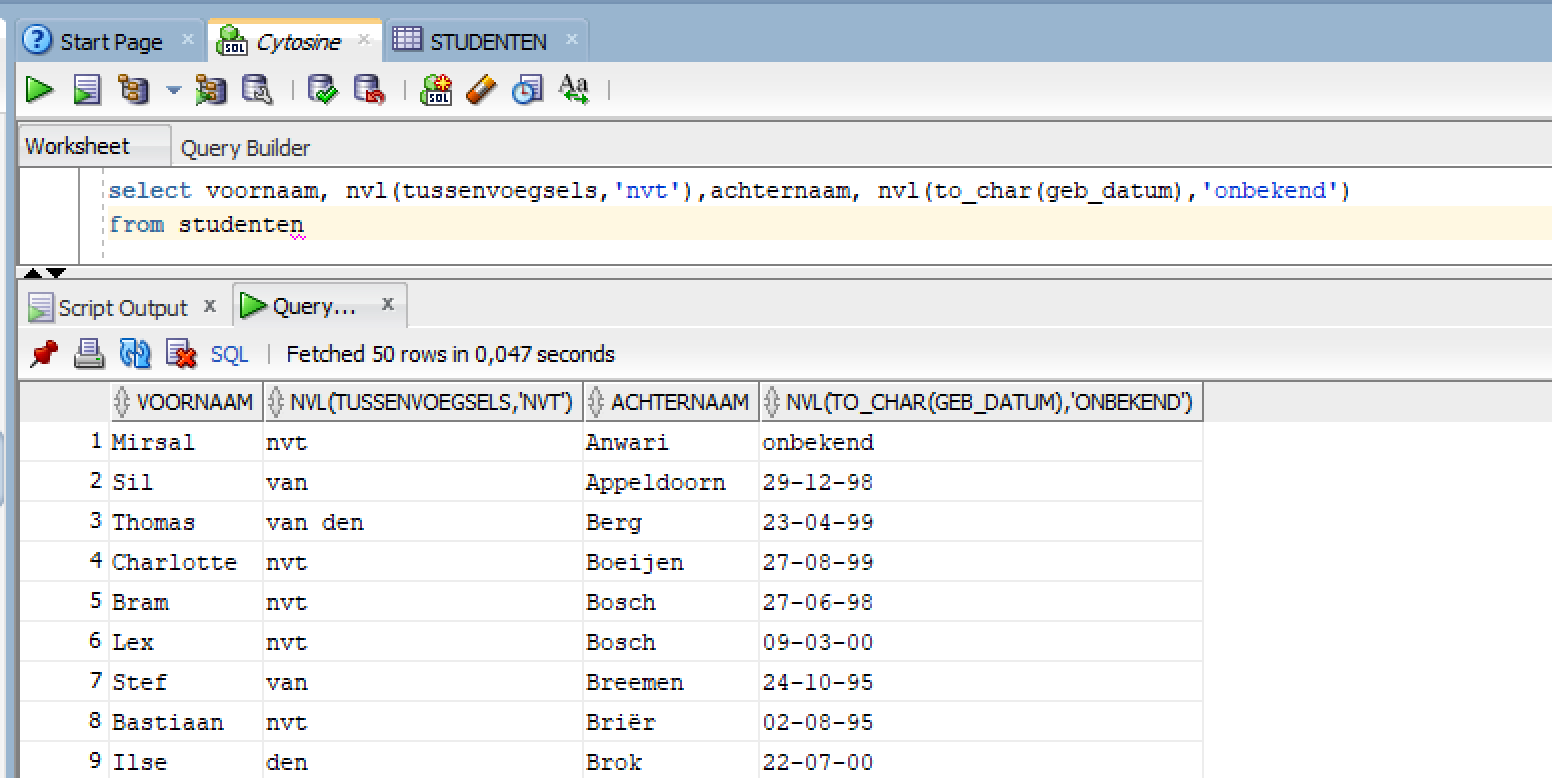 Start Page Cytosine STUDENTEN
SQL SQL Aa
Worksheet Query Builder
select voornaam, nvl(tussenvoegsels,'nvt'),achternaam, nvl(to_char(geb_datum),'onbekend')
from studenten
Script Output x Query... x
SQL | Fetched 50 rows in 0,047 seconds
VOORNAAM NVL(TUSSENVOEGSELS,'NVT') ACHTERNAAM NVL(TO_CHAR(GEB_DATUM),'ONBEKEND')
1 Mirsal nvt Anwari onbekend
2 Sil van Appeldoorn 29-12-98
3 Thomas van den Berg 23-04-99
4 Charlotte nvt Boeijen 27-08-99
5 Bram nvt Bosch 27-06-98
6 Lex nvt Bosch 09-03-00
7 Stef van Breemen 24-10-95
8 Bastiaan nvt Briër 02-08-95
9 Ilse den Brok 22-07-00